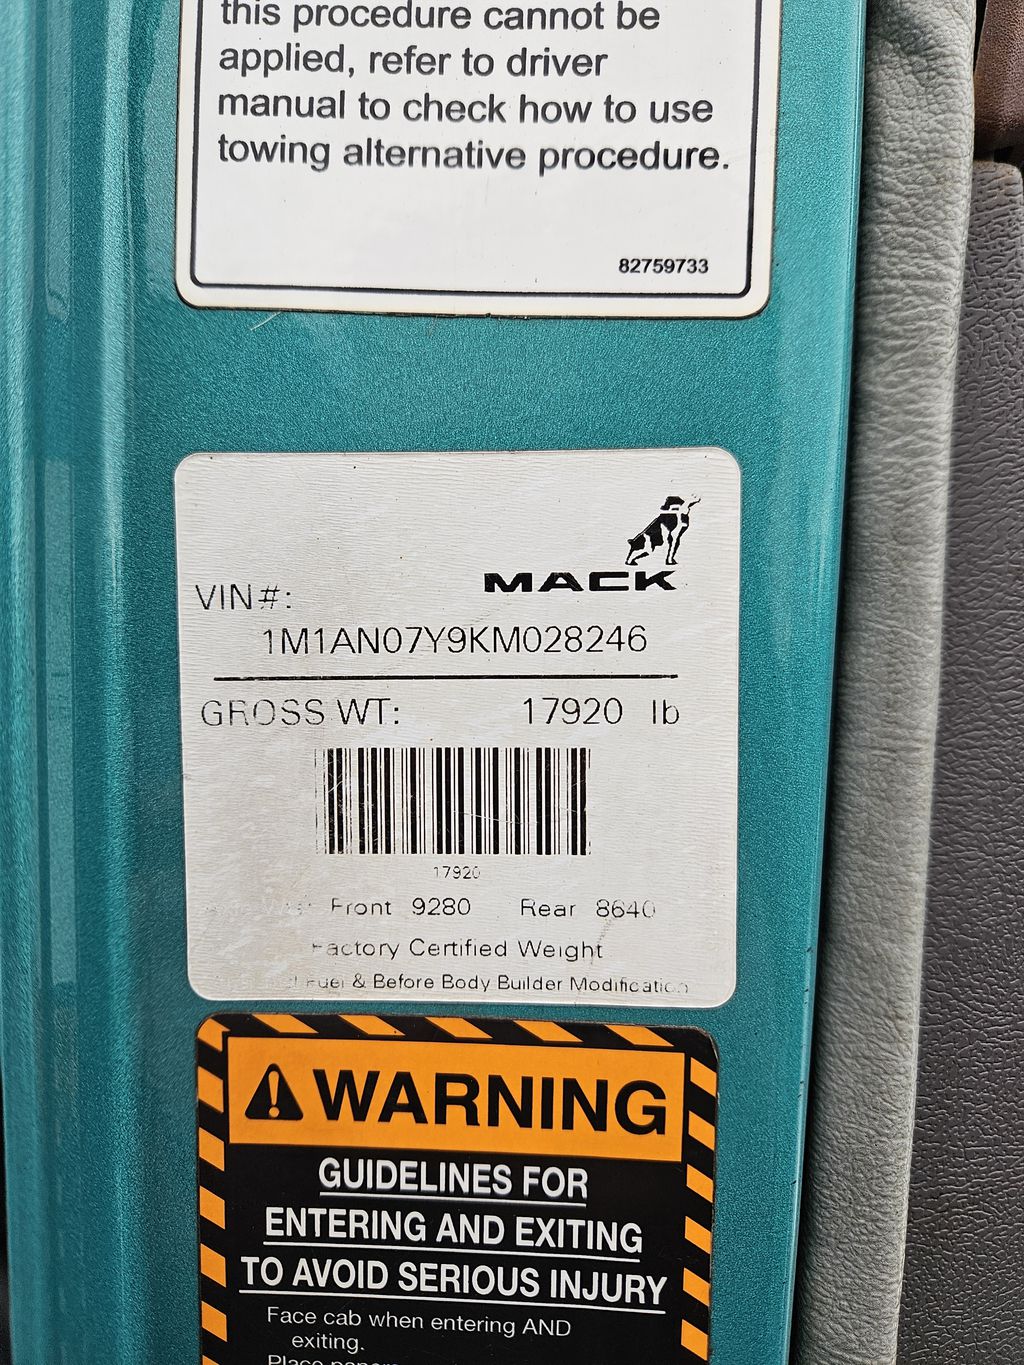 this procedure cannot be
applied, refer to driver
manual to check how to use
towing alternative procedure.
82759733
MACK
VIN#:
1M1AN07Y9KM028246
GROSS WT: 17920 lb
17920
Front 9280 Rear 8640
Factory Certified Weight
Fuel & Before Body Builder Modification
WARNING
GUIDELINES FOR
ENTERING AND EXITING
TO AVOID SERIOUS INJURY
Face cab when entering AND
exiting.
Place